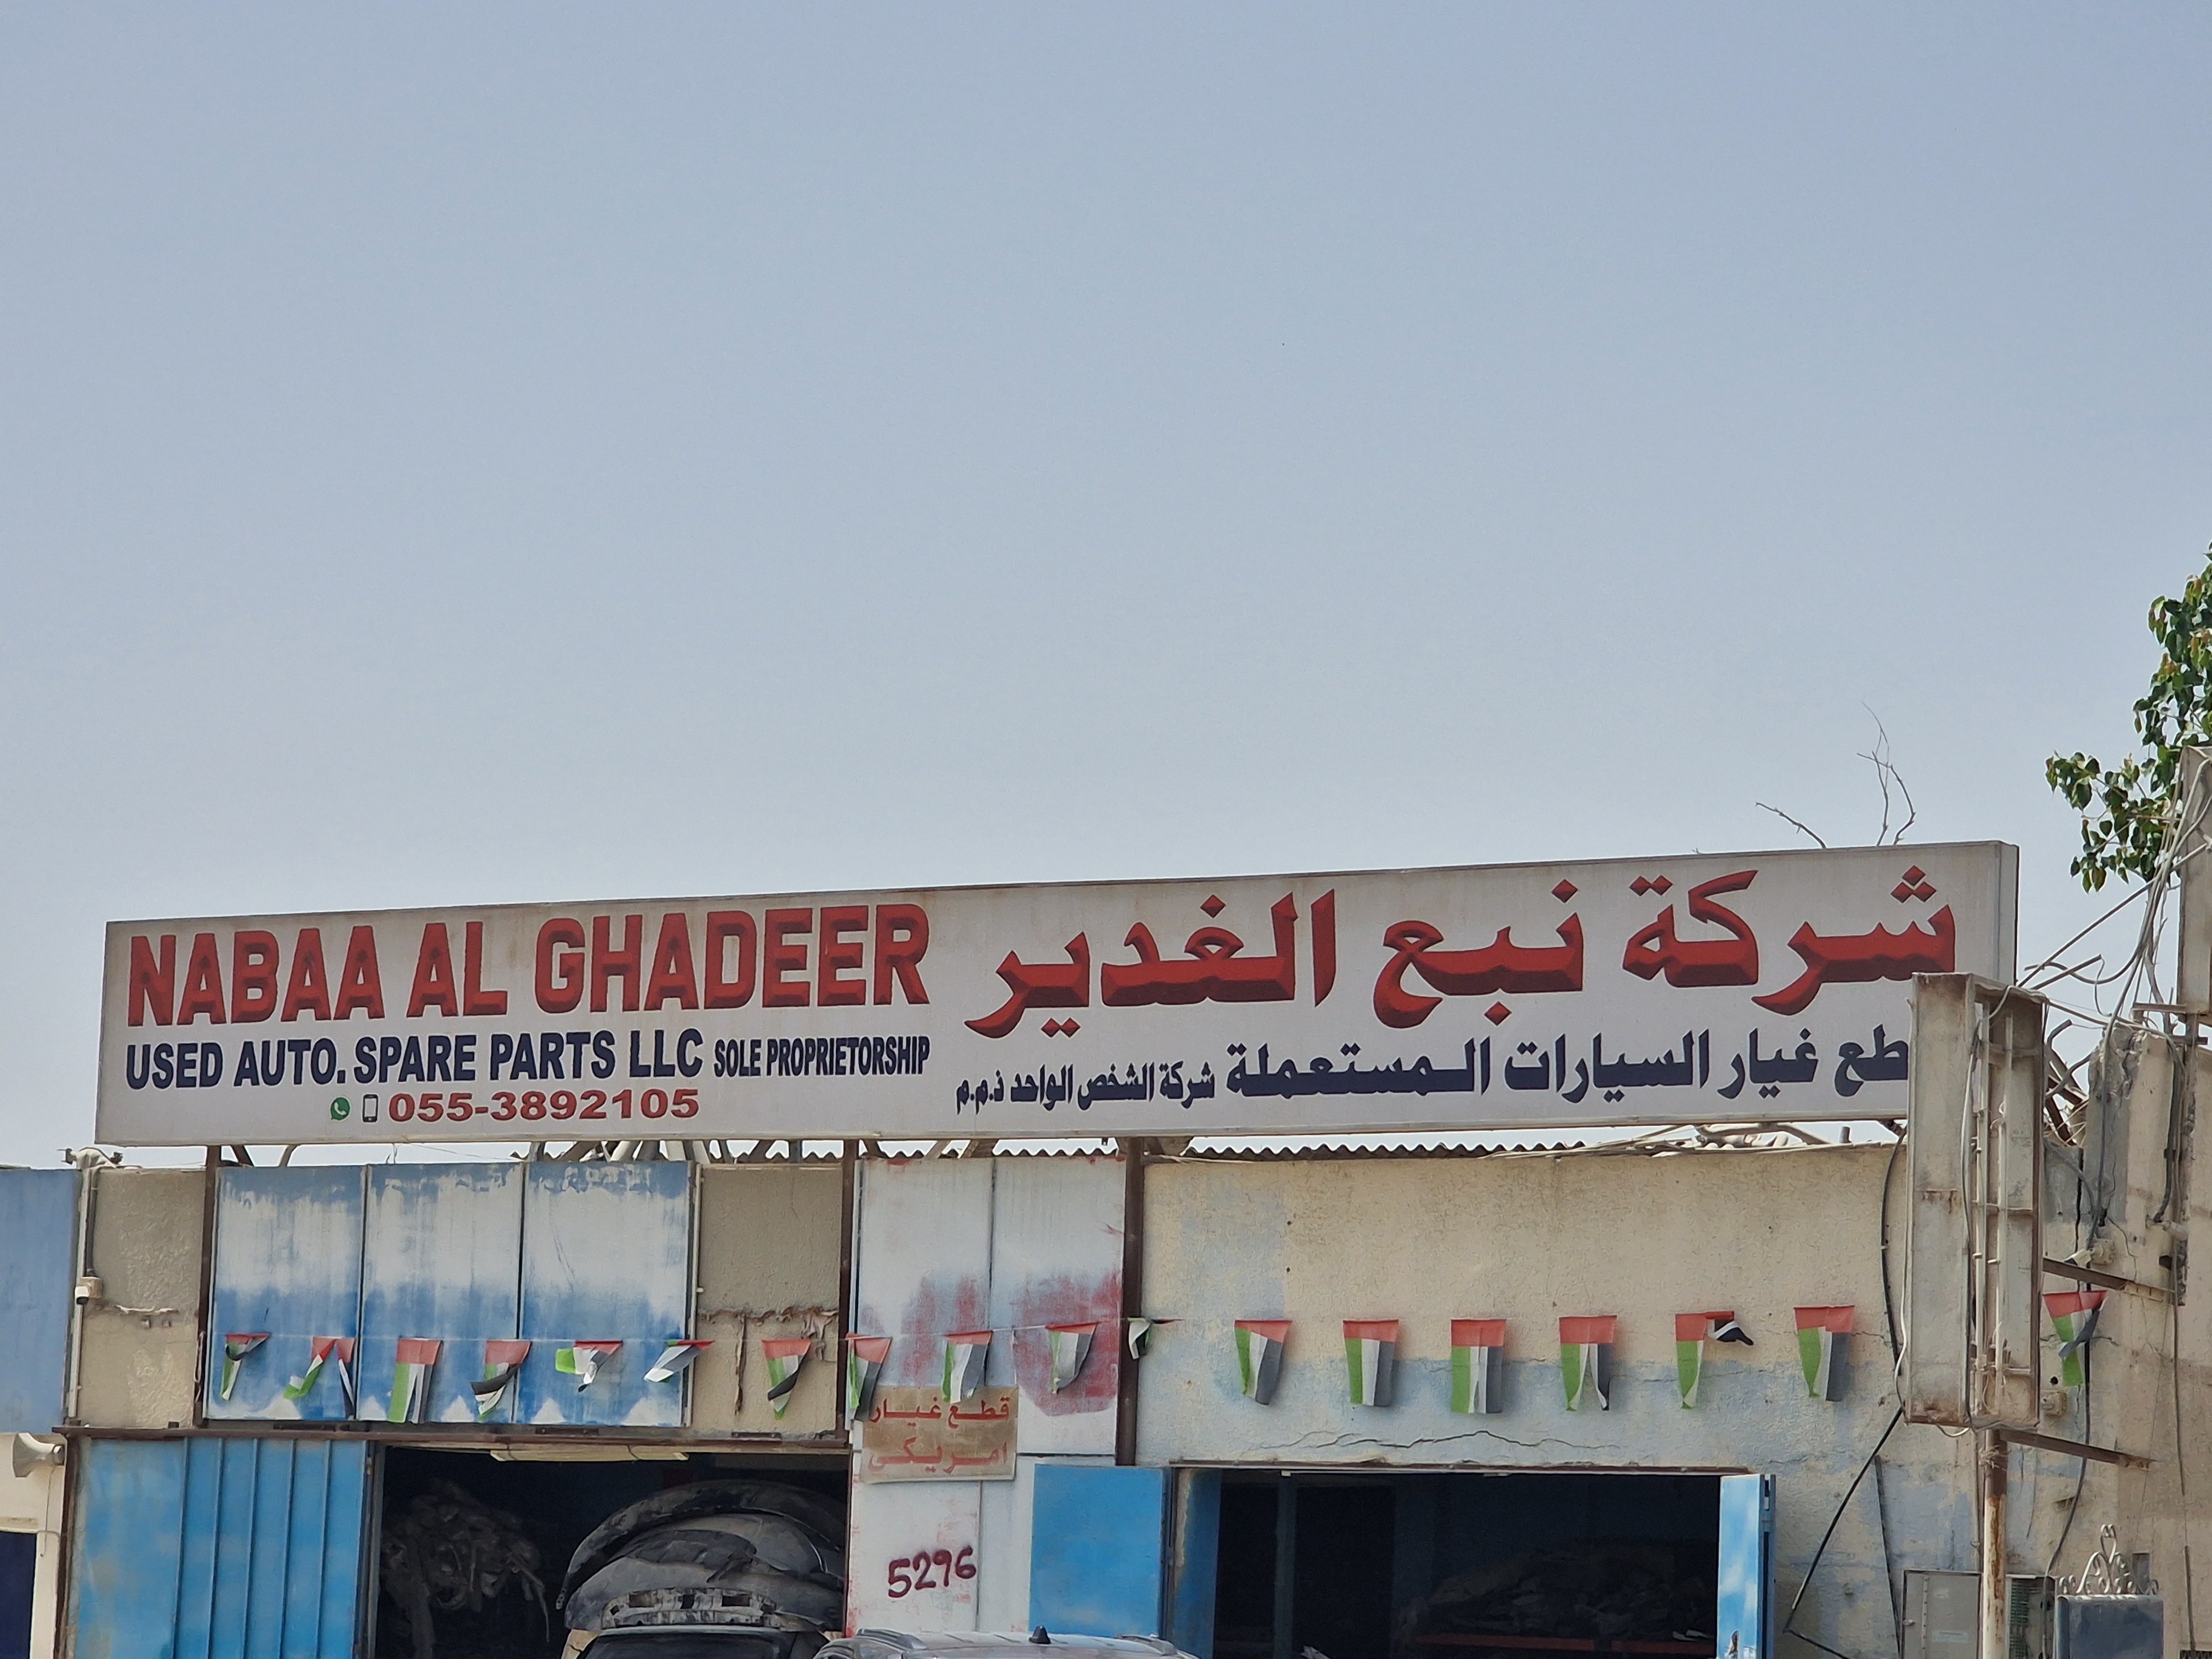 NABAA AL GHADEER
USED AUTO. SPARE PARTS LLC SOLE PROPRIETORSHIP
055-3892105
شركة نبع الغدير
طع غيار السيارات المستعملة شركة الشخص الواحد ذ.م.م
قطع غيار
امريكي
5296